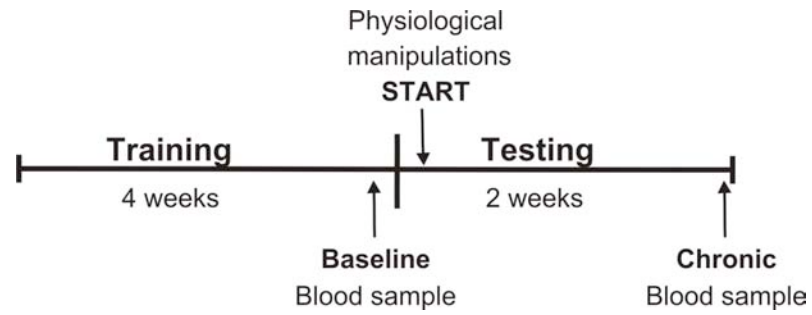 Physiological
manipulations
START
Training
Testing
4 weeks
2 weeks
Baseline
Blood sample
Chronic
Blood sample